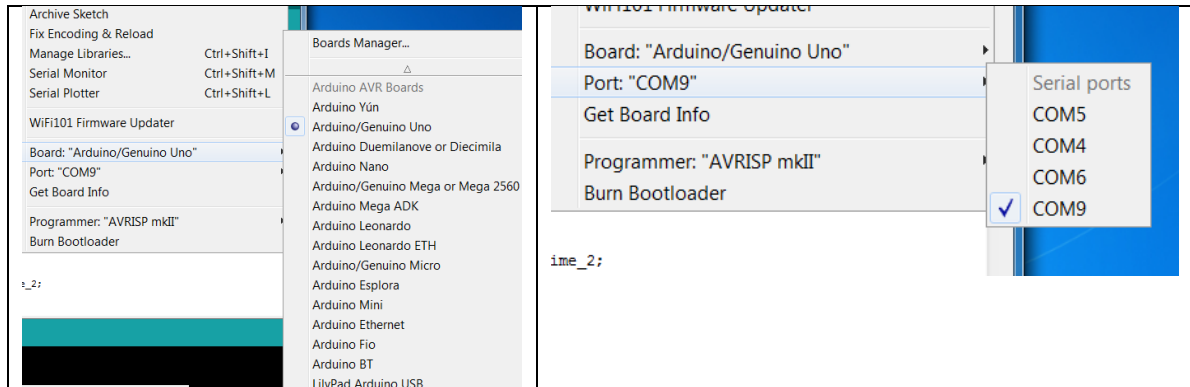 Archive Sketch
Fix Encoding & Reload
Manage Libraries... Ctrl+Shift+I
Serial Monitor Ctrl+Shift+M
Serial Plotter Ctrl+Shift+L
WiFi101 Firmware Updater
Board: "Arduino/Genuino Uno"
Port: "COM9"
Get Board Info
Programmer: "AVRISP mkII"
Burn Bootloader
e_2;
Boards Manager...
Arduino AVR Boards
Arduino Yún
Arduino/Genuino Uno
Arduino Duemilanove or Diecimila
Arduino Nano
Arduino/Genuino Mega or Mega 2560
Arduino Mega ADK
Arduino Leonardo
Arduino Leonardo ETH
Arduino/Genuino Micro
Arduino Esplora
Arduino Mini
Arduino Ethernet
Arduino Fio
Arduino BT
LilyPad Arduino USB
WiFi101 Firmware Updater
Board: "Arduino/Genuino Uno"
Port: "COM9"
Get Board Info
Programmer: "AVRISP mkII"
Burn Bootloader
ime_2;
Serial ports
COM5
COM4
COM6
COM9